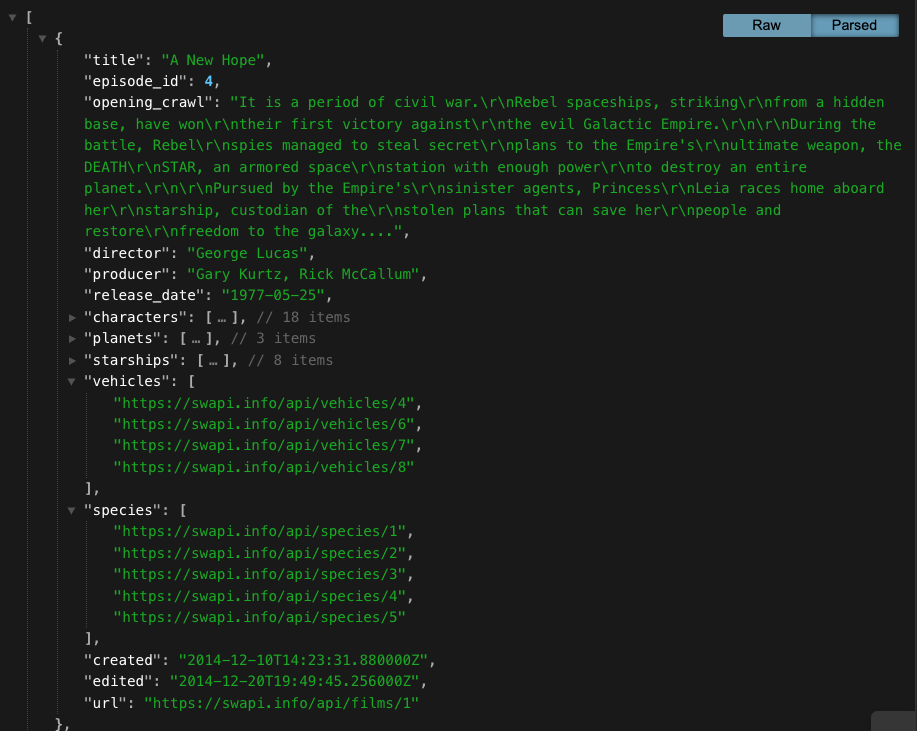 [
Raw Parsed
{
"title": "A New Hope",
"episode_id": 4,
"opening_crawl": "It is a period of civil war.\r\nRebel spaceships, striking\r\nfrom a hidden
base, have won\r\ntheir first victory against\r\nthe evil Galactic Empire.\r\n\r\nDuring the
battle, Rebel\r\nspies managed to steal secret\r\nplans to the Empire's\r\nultimate weapon, the
DEATH\r\nSTAR, an armored space\r\nstation with enough power\r\nto destroy an entire
planet.\r\n\r\nPursued by the Empire's\r\nsinister agents, Princess\r\nLeia races home aboard
her\r\nstarship, custodian of the\r\nstolen plans that can save her\r\npeople and
restore\r\nfreedom to the galaxy....",
"director": "George Lucas",
"producer": "Gary Kurtz, Rick McCallum",
"release_date": "1977-05-25",
"characters": [ … ], // 18 items
"planets": [ … ], // 3 items
"starships": [ … ], // 8 items
"vehicles": [
"https://swapi.info/api/vehicles/4",
"https://swapi.info/api/vehicles/6",
"https://swapi.info/api/vehicles/7",
"https://swapi.info/api/vehicles/8"
],
"species": [
"https://swapi.info/api/species/1",
"https://swapi.info/api/species/2",
"https://swapi.info/api/species/3",
"https://swapi.info/api/species/4",
"https://swapi.info/api/species/5"
],
"created": "2014-12-10T14:23:31.880000Z",
"edited": "2014-12-20T19:49:45.256000Z",
"url": "https://swapi.info/api/films/1"
},